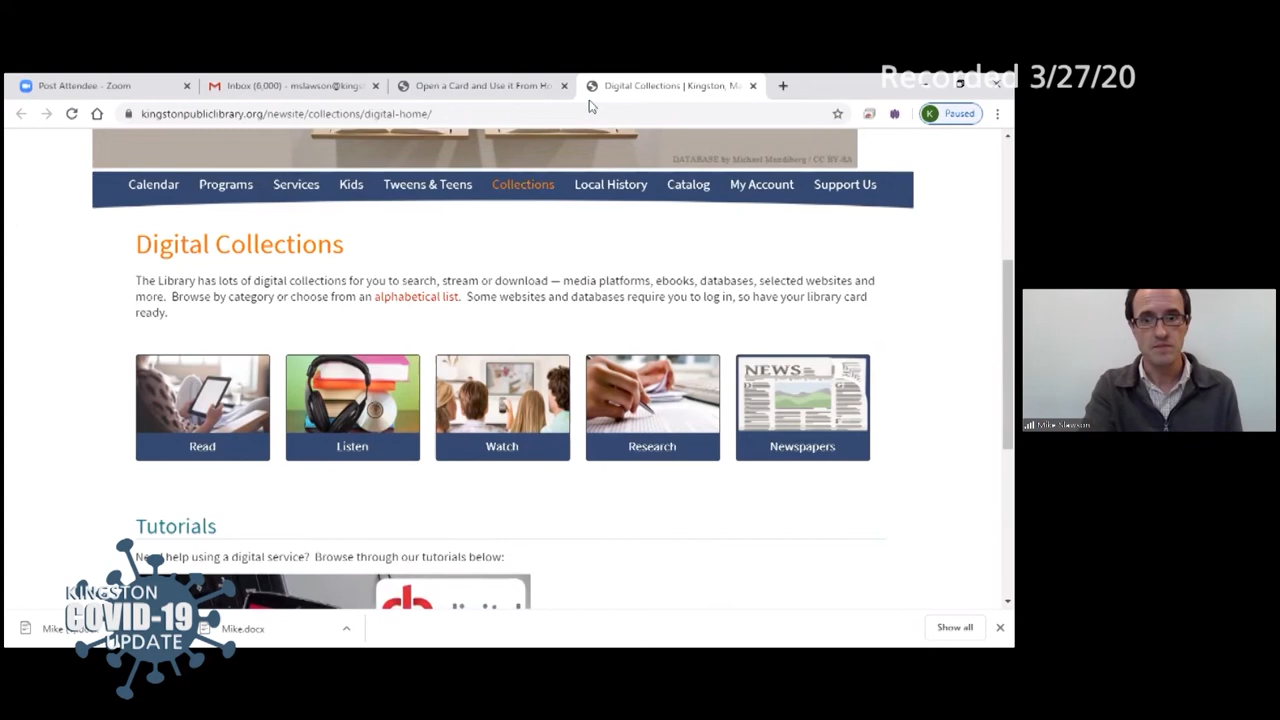 Recorded 3/27/20
Post Attendee - Zoom
Inbox (6,000) - mslawson@kings
Open a Card and Use it From Ho
Digital Collections | Kingston, Ma
kingstonpubliclibrary.org/newsite/collections/digital-home/
K Paused
DATABASE by Michael Mandiberg / CC BY-SA
Calendar Programs Services Kids Tweens & Teens Collections Local History Catalog My Account Support Us
Digital Collections
The Library has lots of digital collections for you to search, stream or download — media platforms, ebooks, databases, selected websites and
more. Browse by category or choose from an alphabetical list. Some websites and databases require you to log in, so have your library card
ready.
NEWS
Read Listen Watch Research Newspapers
Mike Slawson
Tutorials
Need help using a digital service? Browse through our tutorials below:
digital
KINGSTON
COVID-19
UPDATE
Mike
Mike.docx
Show all